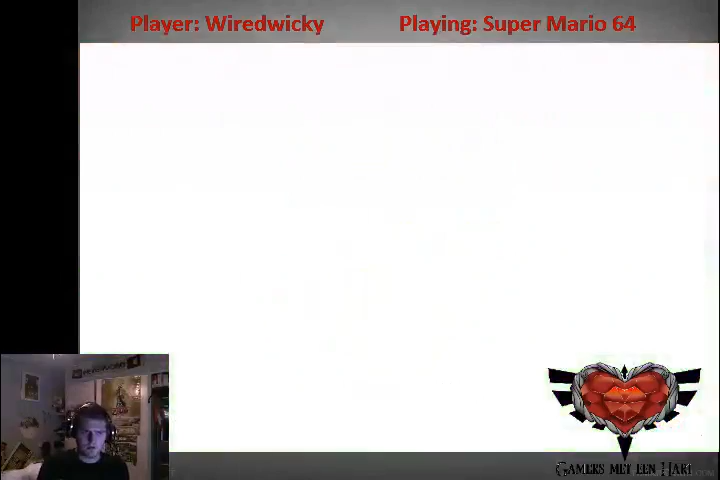 Player: Wiredwicky Playing: Super Mario 64
Gamers met een Hart